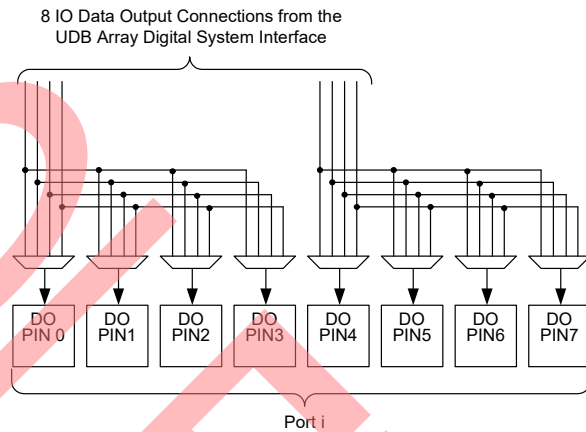 8 IO Data Output Connections from the
UDB Array Digital System Interface
DO DO DO DO DO DO DO DO
PIN 0 PIN1 PIN2 PIN3 PIN4 PIN5 PIN6 PIN7
Port i